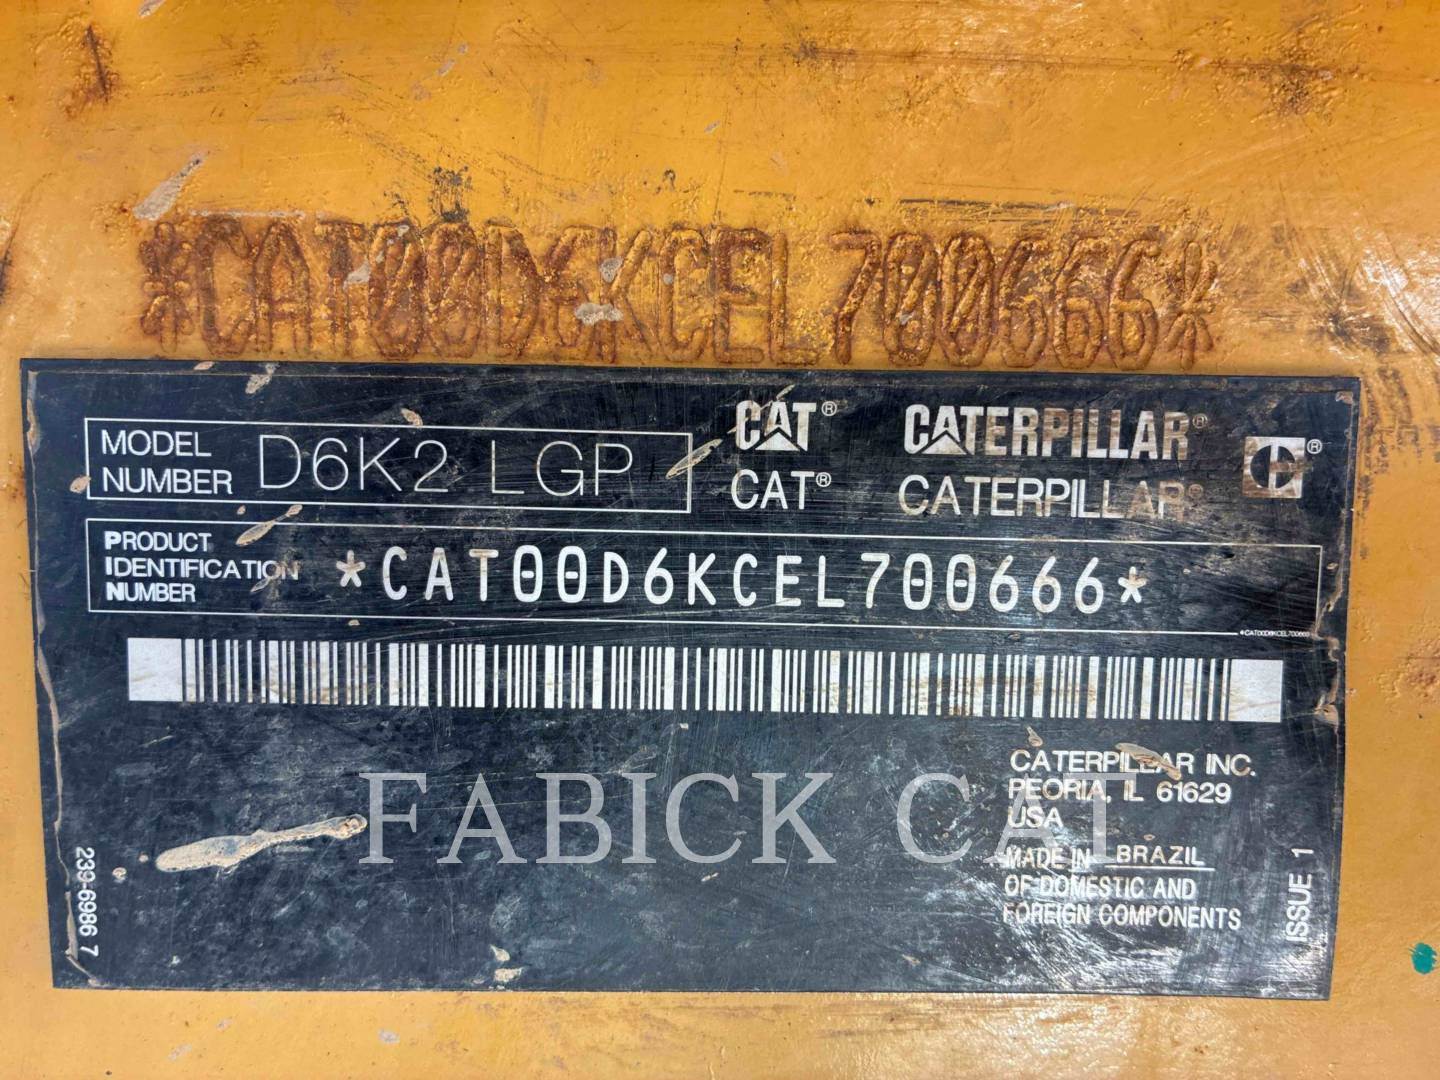 *CAT00D6KCEL700666*
MODEL NUMBER D6K2 LGP
CAT® CATERPILLAR®
CAT® CATERPILLAR®
PRODUCT IDENTIFICATION NUMBER *CAT00D6KCEL700666*
*CAT00D6KCEL700666
CATERPILLAR INC.
PEORIA, IL 61629
USA
MADE IN BRAZIL
OF DOMESTIC AND
FOREIGN COMPONENTS
239-6986 7
ISSUE 1
FABICK CAT